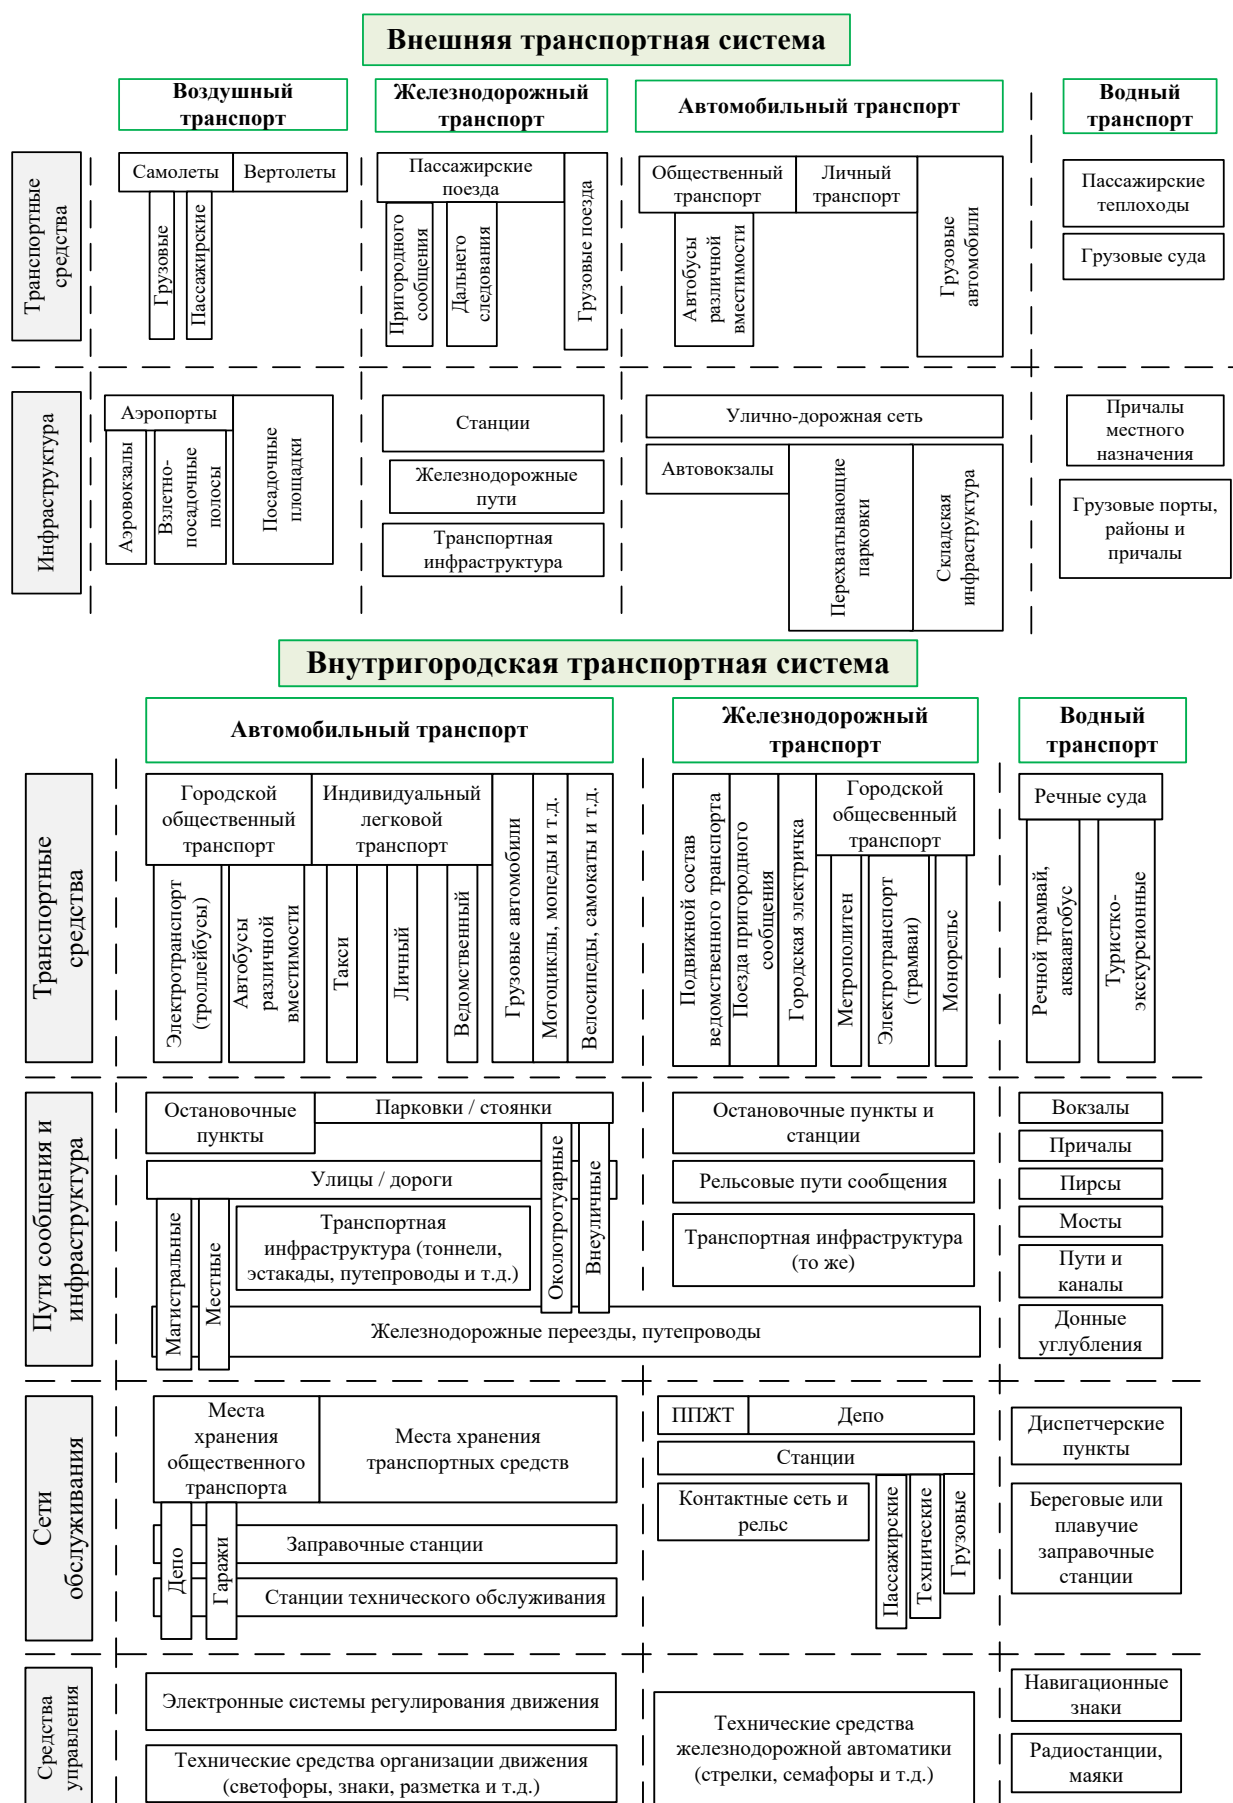 Внешняя транспортная система
Воздушный
транспорт
Железнодорожный
транспорт
Автомобильный транспорт
Водный
транспорт
Транспортные
средства
Самолеты
Вертолеты
Грузовые
Пассажирские
Пассажирские
поезда
Пригородного
сообщения
Дальнего
следования
Грузовые поезда
Общественный
транспорт
Личный
транспорт
Автобусы
различной
вместимости
Грузовые
автомобили
Пассажирские
теплоходы
Грузовые суда
Инфраструктура
Аэропорты
Аэровокзалы
Взлетно-
посадочные
полосы
Посадочные
площадки
Станции
Железнодорожные
пути
Транспортная
инфраструктура
Улично-дорожная сеть
Автовокзалы
Перехватывающие
парковки
Складская
инфраструктура
Причалы
местного
назначения
Грузовые порты,
районы и
причалы
Внутригородская транспортная система
Автомобильный транспорт
Железнодорожный
транспорт
Водный
транспорт
Транспортные
средства
Городской
общественный
транспорт
Индивидуальный
легковой
транспорт
Электротранспорт
(троллейбусы)
Автобусы
различной
вместимости
Такси
Личный
Ведомственный
Грузовые автомобили
Мотоциклы, мопеды и т.д.
Велосипеды, самокаты и т.д.
Подвижной состав
ведомственного транспорта
Поезда пригородного
сообщения
Городская электричка
Городской
общесвенный
транспорт
Метрополитен
Электротранспорт
(трамваи)
Монорельс
Речные суда
Речной трамвай,
акваавтобус
Туристко-
экскурсионные
Пути сообщения и
инфраструктура
Остановочные
пункты
Парковки / стоянки
Улицы / дороги
Магистральные
Местные
Транспортная
инфраструктура (тоннели,
эстакады, путепроводы и т.д.)
Околотротуарные
Внеуличные
Железнодорожные переезды, путепроводы
Остановочные пункты и
станции
Рельсовые пути сообщения
Транспортная инфраструктура
(то же)
Вокзалы
Причалы
Пирсы
Мосты
Пути и
каналы
Донные
углубления
Сети
обслуживания
Места
хранения
общественного
транспорта
Места хранения
транспортных средств
Депо
Гаражи
Заправочные станции
Станции технического обслуживания
ППЖТ
Депо
Станции
Контактные сеть и
рельс
Пассажирские
Технические
Грузовые
Диспетчерские
пункты
Береговые или
плавучие
заправочные
станции
Средства
управления
Электронные системы регулирования движения
Технические средства организации движения
(светофоры, знаки, разметка и т.д.)
Технические средства
железнодорожной автоматики
(стрелки, семафоры и т.д.)
Навигационные
знаки
Радиостанции,
маяки